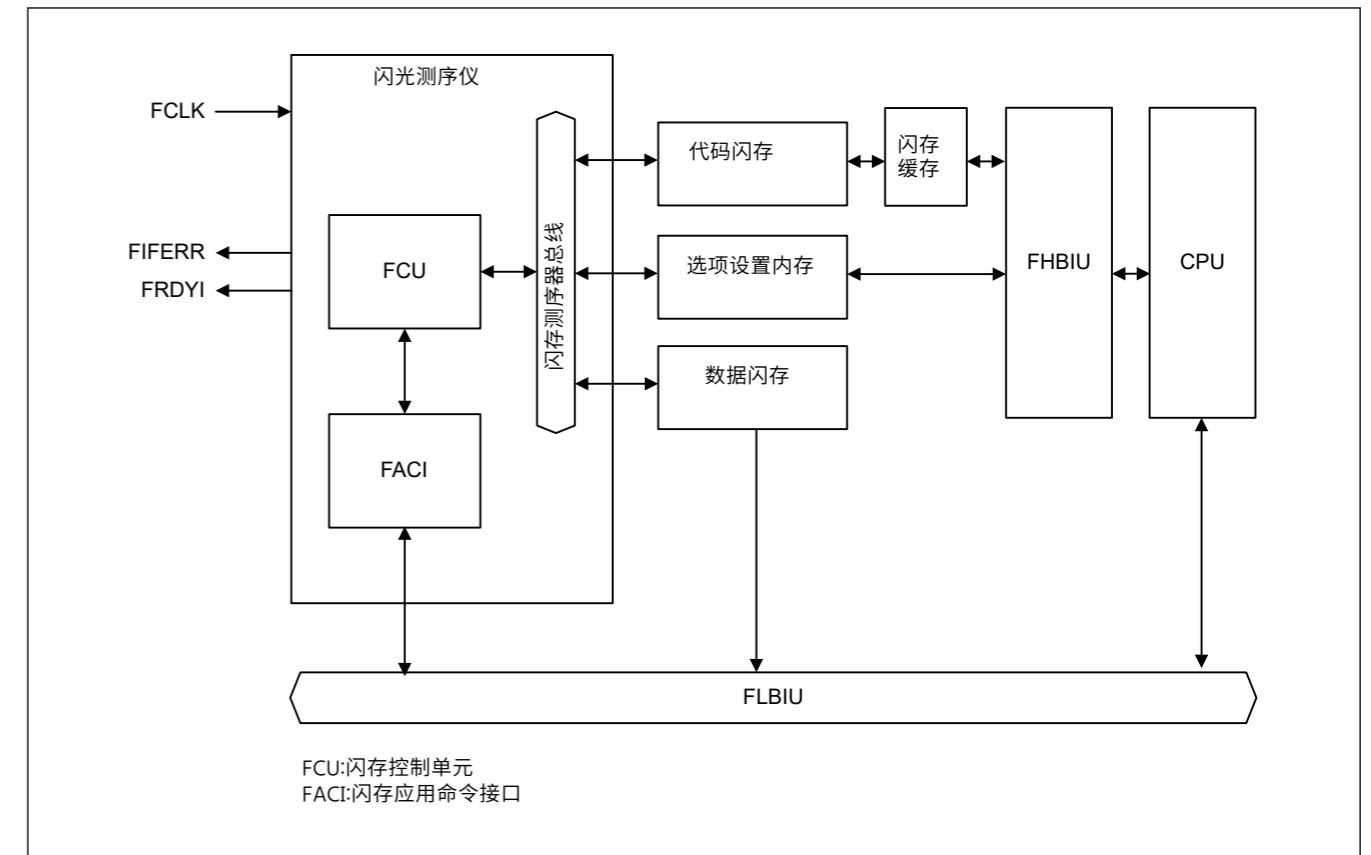 闪光测序仪
FCLK
FIFERR
FRDYI
FCU
FACI
闪存测序器总线
代码闪存
闪存
缓存
选项设置内存
数据闪存
FHBIU
CPU
FLBIU
FCU:闪存控制单元
FACI:闪存应用命令接口